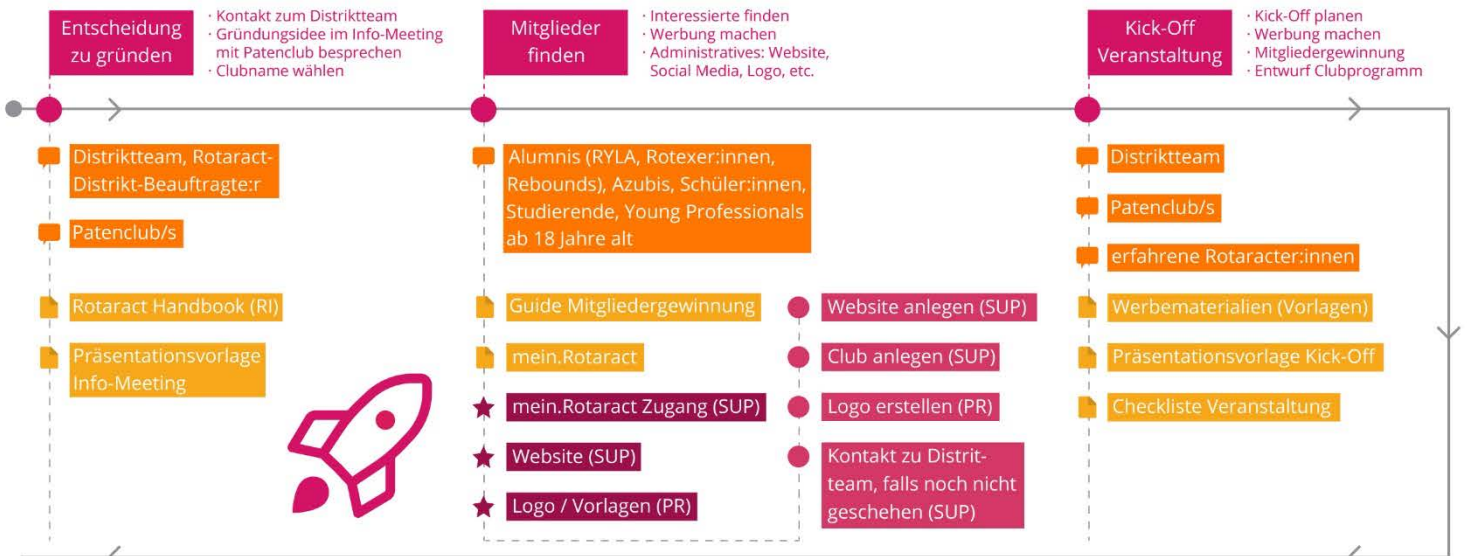 Entscheidung
zu gründen
· Kontakt zum Distriktteam
· Gründungsidee im Info-Meeting
mit Patenclub besprechen
· Clubname wählen
Distriktteam, Rotaract-
Distrikt-Beauftragte:r
Patenclub/s
Rotaract Handbook (RI)
Präsentationsvorlage
Info-Meeting
Mitglieder
finden
· Interessierte finden
· Werbung machen
· Administratives: Website,
Social Media, Logo, etc.
Alumnis (RYLA, Rotexer:innen,
Rebounds), Azubis, Schüler:innen,
Studierende, Young Professionals
ab 18 Jahre alt
Guide Mitgliedergewinnung
mein.Rotaract
mein.Rotaract Zugang (SUP)
Website (SUP)
Logo / Vorlagen (PR)
Website anlegen (SUP)
Club anlegen (SUP)
Logo erstellen (PR)
Kontakt zu Distrit-
team, falls noch nicht
geschehen (SUP)
Kick-Off
Veranstaltung
· Kick-Off planen
· Werbung machen
· Mitgliedergewinnung
· Entwurf Clubprogramm
Distriktteam
Patenclub/s
erfahrene Rotaracter:innen
Werbematerialien (Vorlagen)
Präsentationsvorlage Kick-Off
Checkliste Veranstaltung